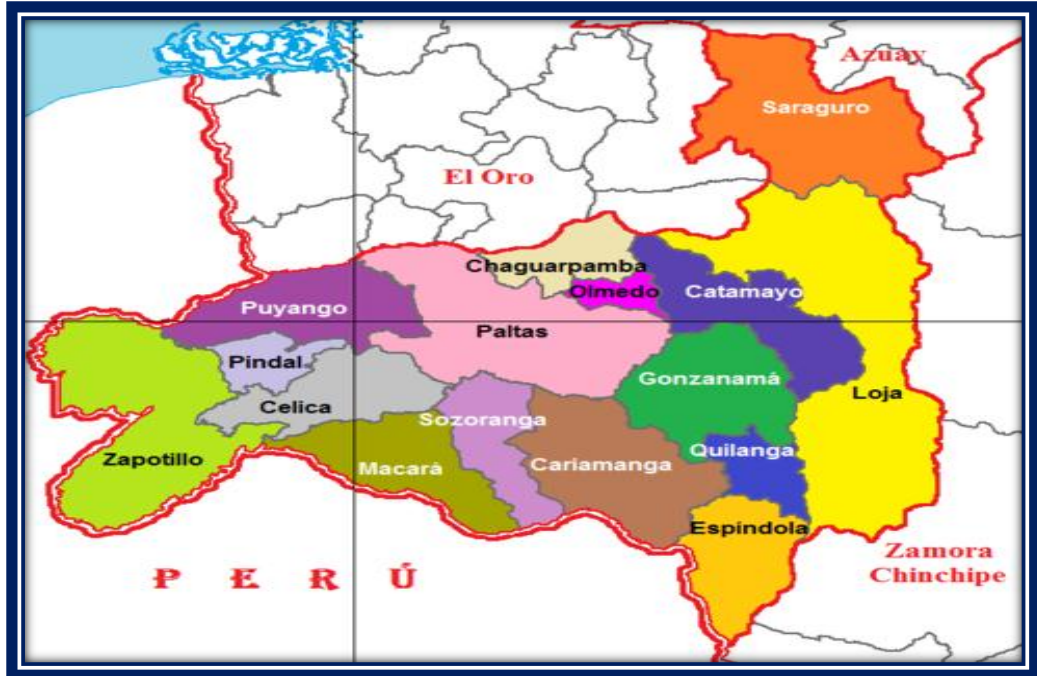 Azuay
Saraguro
El Oro
Chaguarpamba
Olmedo
Catamayo
Puyango
Paltas
Pindal
Gonzanamá
Loja
Celica
Sozoranga
Quilanga
Zapotillo
Macará
Cariamanga
Espindola
Zamora
Chinchipe
P E R Ú